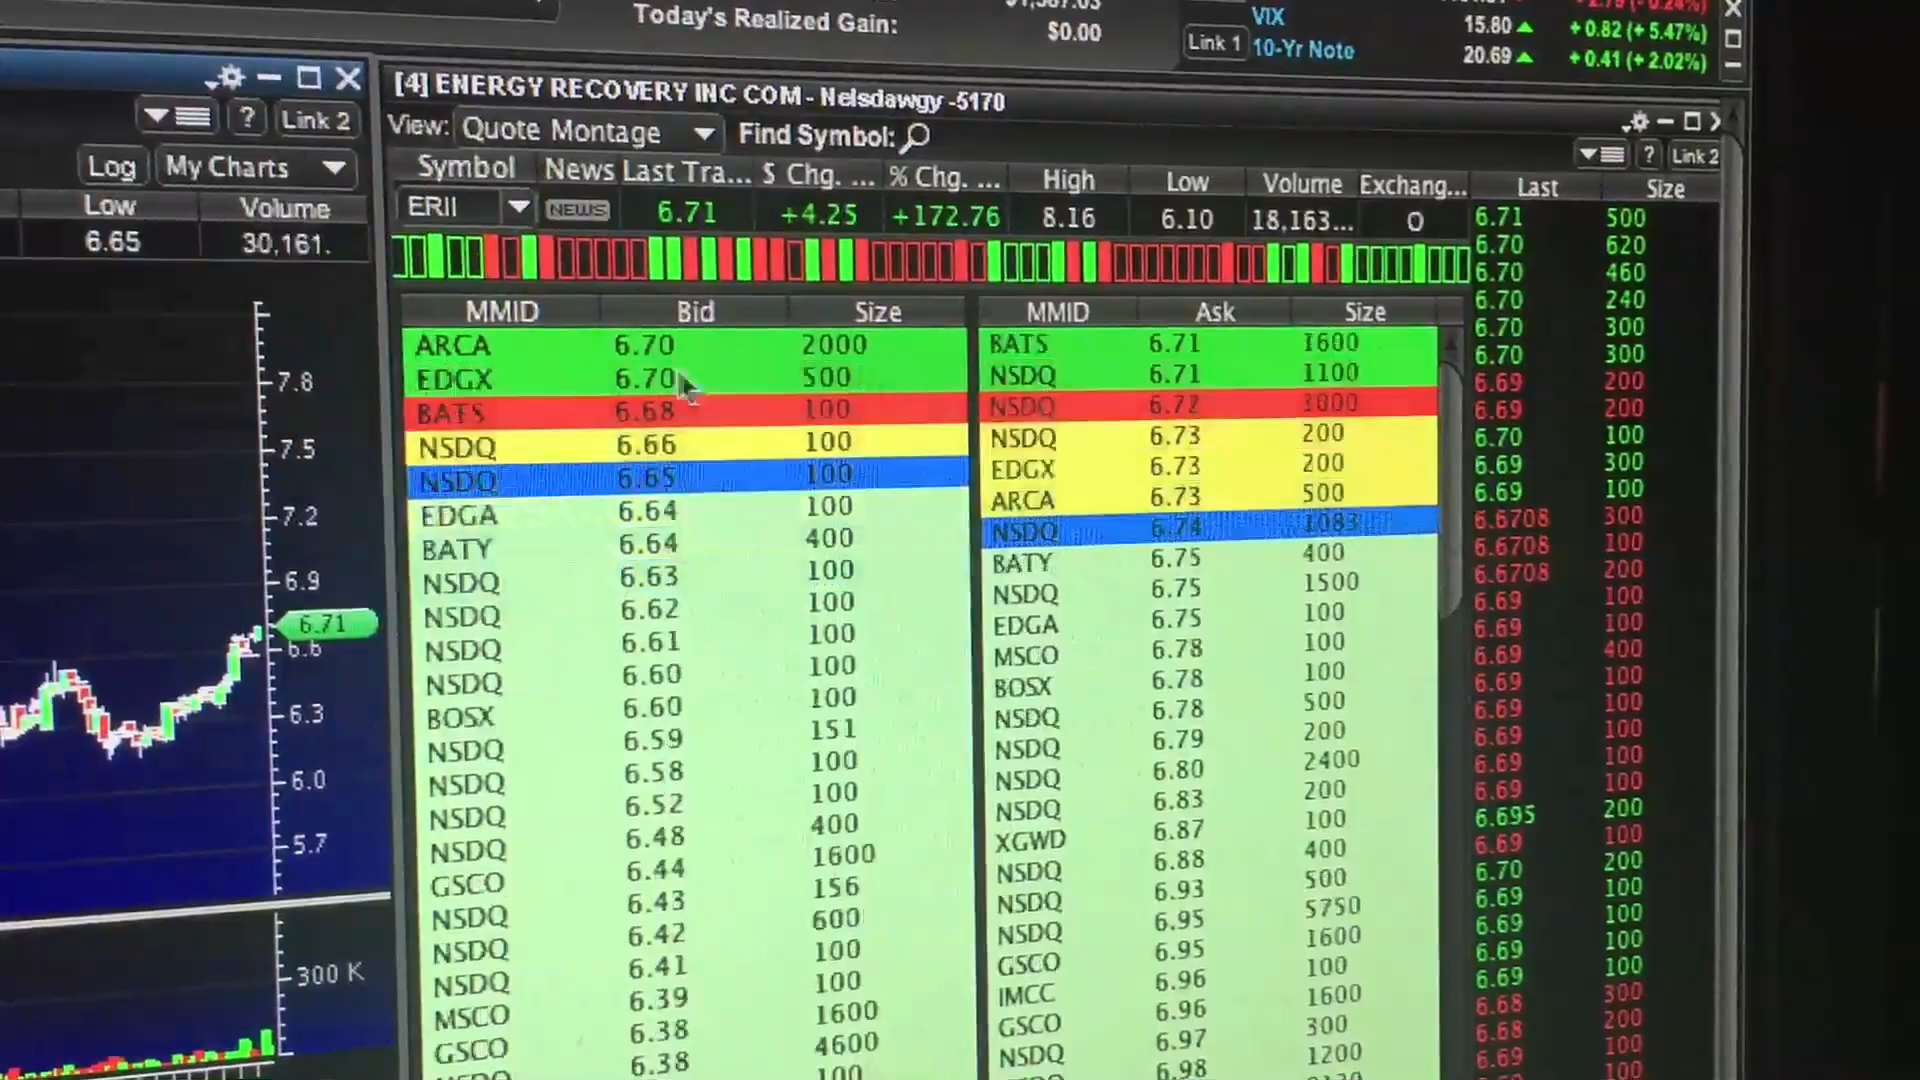 $1,587.03
Today's Realized Gain:
$0.00
Link 1
VIX
15.80 +0.82 (+5.47%)
10-Yr Note
20.69 +0.41 (+2.02%)
? Link 2
Log
My Charts
Low Volume
6.65 30,161.
7.8
7.5
7.2
6.9
6.71
6.6
6.3
6.0
5.7
300 K
[4] ENERGY RECOVERY INC COM - Nelsdawgy -5170
View: Quote Montage Find Symbol:
? Link 2
Symbol News Last Tra... $ Chg. ... % Chg. ... High Low Volume Exchang...
ERII NEWS 6.71 +4.25 +172.76 8.16 6.10 18,163... O
MMID Bid Size
ARCA 6.70 2000
EDGX 6.70 500
BATS 6.68 100
NSDQ 6.66 100
NSDQ 6.65 100
EDGA 6.64 100
BATY 6.64 400
NSDQ 6.63 100
NSDQ 6.62 100
NSDQ 6.61 100
NSDQ 6.60 100
BOSX 6.60 100
NSDQ 6.59 151
NSDQ 6.58 100
NSDQ 6.52 100
NSDQ 6.48 400
GSCO 6.44 1600
NSDQ 6.43 156
NSDQ 6.42 600
NSDQ 6.41 100
MSCO 6.39 100
GSCO 6.38 1600
6.38 4600
100
MMID Ask Size
BATS 6.71 1600
NSDQ 6.71 1100
NSDQ 6.72 3000
NSDQ 6.73 200
EDGX 6.73 200
ARCA 6.73 500
NSDQ 6.74 1083
BATY 6.75 400
NSDQ 6.75 1500
EDGA 6.75 100
MSCO 6.78 100
BOSX 6.78 100
NSDQ 6.78 500
NSDQ 6.79 200
NSDQ 6.80 2400
NSDQ 6.83 200
XGWD 6.87 100
NSDQ 6.88 400
NSDQ 6.93 500
NSDQ 6.95 5750
GSCO 6.95 1600
IMCC 6.96 100
GSCO 6.96 1600
NSDQ 6.97 300
6.98 1200
Last Size
6.71 500
6.70 620
6.70 460
6.70 240
6.70 300
6.70 300
6.69 200
6.69 200
6.70 100
6.69 300
6.69 100
6.6708 300
6.6708 100
6.6708 200
6.69 100
6.69 100
6.69 400
6.69 100
6.69 100
6.69 100
6.69 100
6.69 100
6.695 200
6.69 100
6.70 200
6.69 100
6.69 100
6.69 100
6.69 100
6.68 300
6.68 200
6.69 100